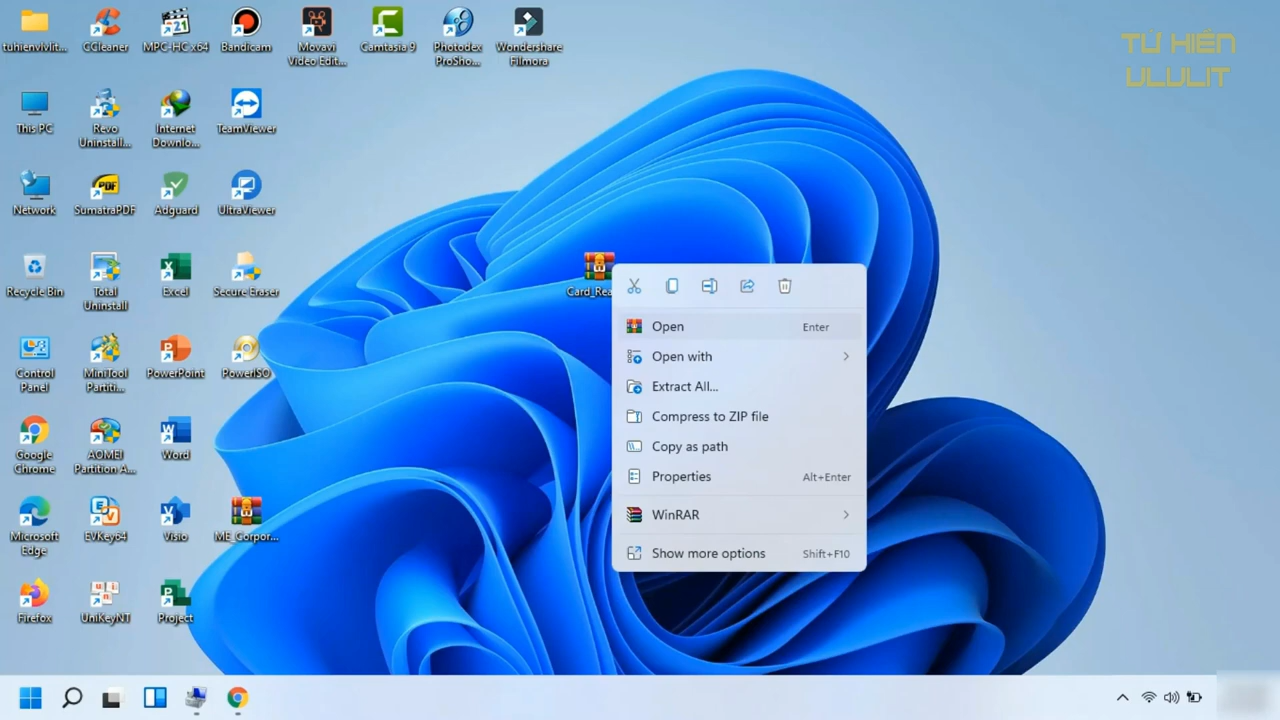 tuhienvlvlit...
CCleaner
MPC-HC x64
Bandicam
Movavi
Video Edit...
Camtasia 9
Photodex
ProSho...
Wondershare
Filmora
TỨ HIÊN
ULULIT
This PC
Revo
Uninstall...
Internet
Downlo...
TeamViewer
Network
SumatraPDF
Adguard
UltraViewer
Recycle Bin
Total
Uninstall
Excel
Secure Eraser
Card_Rea
Control
Panel
MiniTool
Partiti...
PowerPoint
PowerISO
Google
Chrome
AOMEI
Partition A...
Word
Microsoft
Edge
EVKey64
Visio
ME_Corpor...
Firefox
UniKeyNT
Project
Open Enter
Open with
Extract All...
Compress to ZIP file
Copy as path
Properties Alt+Enter
WinRAR
Show more options Shift+F10